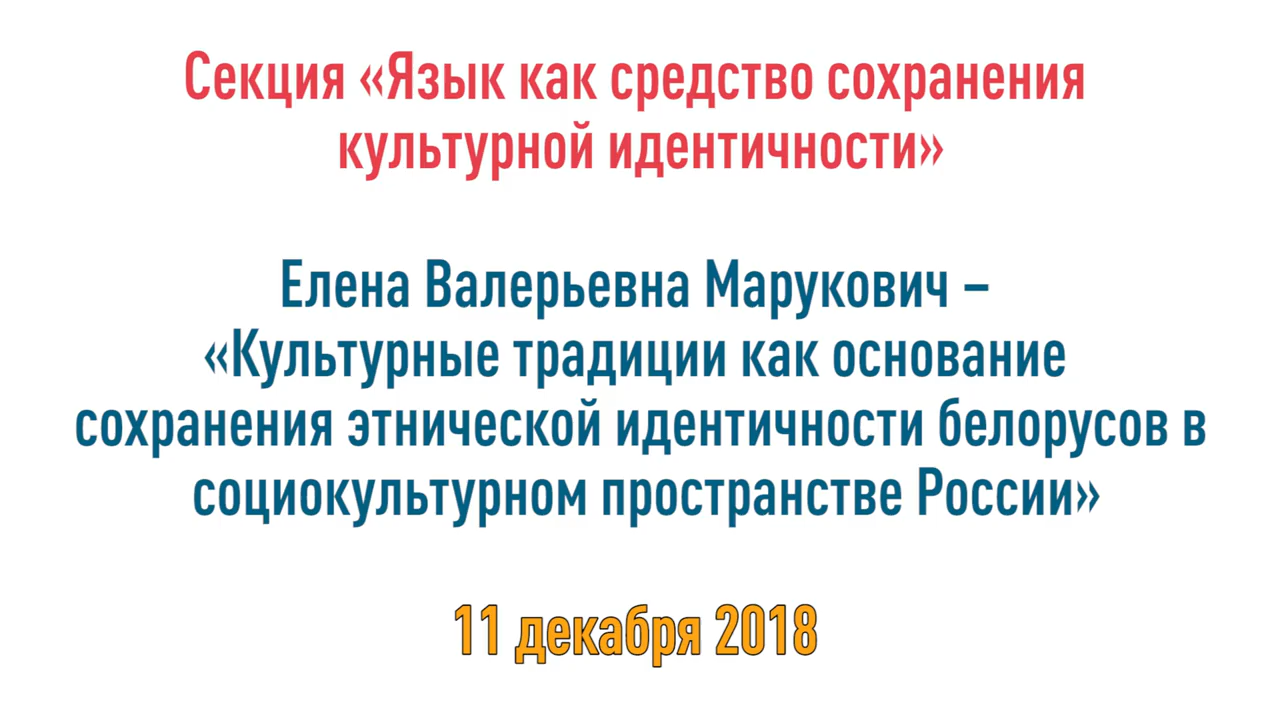 Секция «Язык как средство сохранения
культурной идентичности»
Елена Валерьевна Марукович –
«Культурные традиции как основание
сохранения этнической идентичности белорусов в
социокультурном пространстве России»
11 декабря 2018